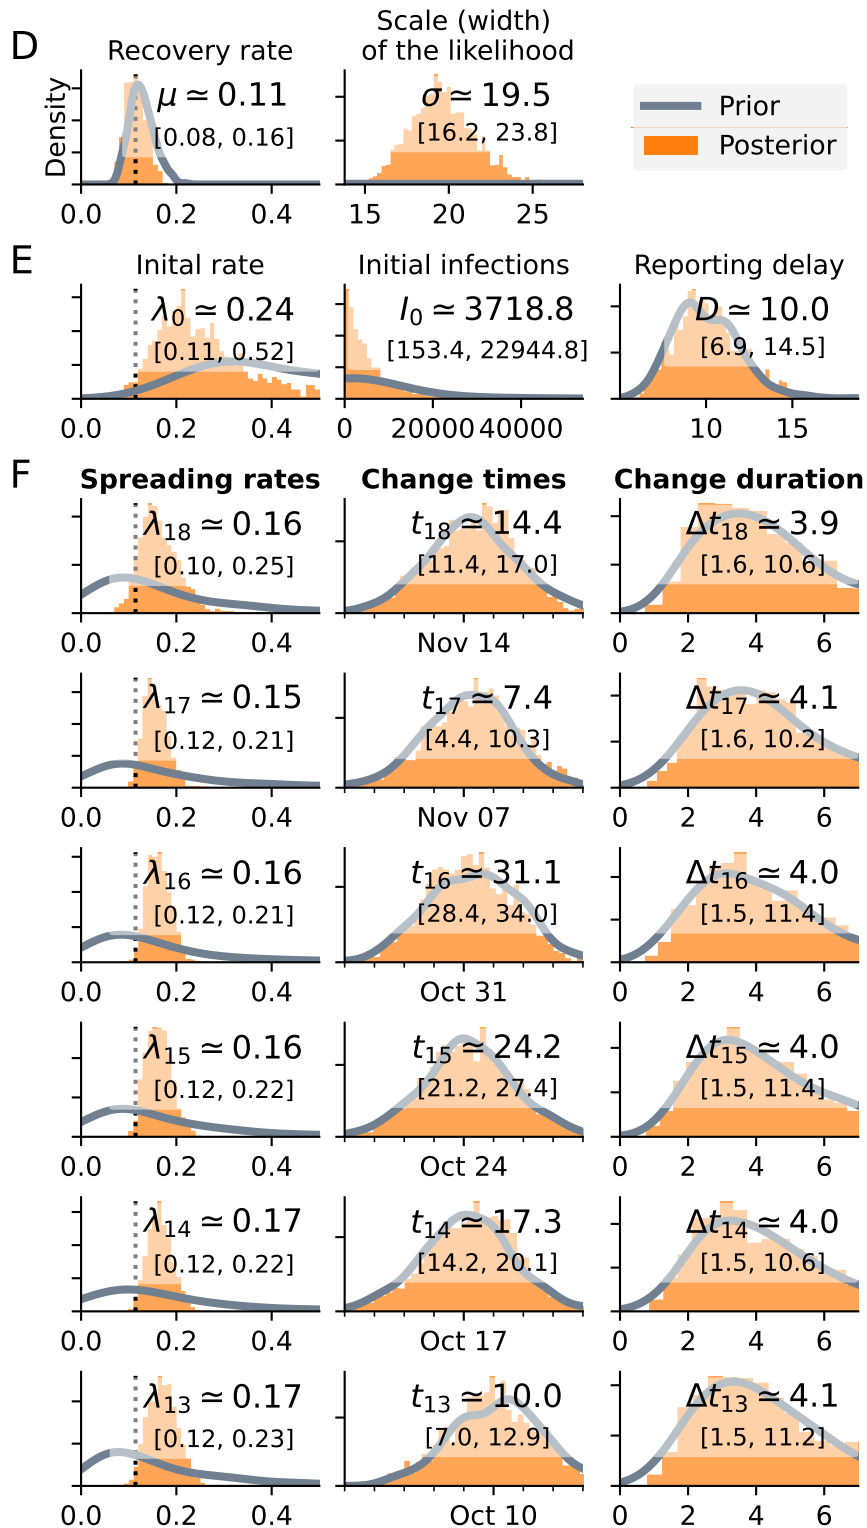 D
Recovery rate
Scale (width)
of the likelihood
Density
μ ≃ 0.11
[0.08, 0.16]
σ ≃ 19.5
[16.2, 23.8]
Prior
Posterior
0.0 0.2 0.4
15 20 25
E
Inital rate
Initial infections
Reporting delay
λ0 ≃ 0.24
[0.11, 0.52]
I0 ≃ 3718.8
[153.4, 22944.8]
D ≃ 10.0
[6.9, 14.5]
0.0 0.2 0.4
0 20000 40000
10 15
F
Spreading rates
Change times
Change duration
λ18 ≃ 0.16
[0.10, 0.25]
t18 ≃ 14.4
[11.4, 17.0]
Δt18 ≃ 3.9
[1.6, 10.6]
0.0 0.2 0.4
Nov 14
0 2 4 6
λ17 ≃ 0.15
[0.12, 0.21]
t17 ≃ 7.4
[4.4, 10.3]
Δt17 ≃ 4.1
[1.6, 10.2]
0.0 0.2 0.4
Nov 07
0 2 4 6
λ16 ≃ 0.16
[0.12, 0.21]
t16 ≃ 31.1
[28.4, 34.0]
Δt16 ≃ 4.0
[1.5, 11.4]
0.0 0.2 0.4
Oct 31
0 2 4 6
λ15 ≃ 0.16
[0.12, 0.22]
t15 ≃ 24.2
[21.2, 27.4]
Δt15 ≃ 4.0
[1.5, 11.4]
0.0 0.2 0.4
Oct 24
0 2 4 6
λ14 ≃ 0.17
[0.12, 0.22]
t14 ≃ 17.3
[14.2, 20.1]
Δt14 ≃ 4.0
[1.5, 10.6]
0.0 0.2 0.4
Oct 17
0 2 4 6
λ13 ≃ 0.17
[0.12, 0.23]
t13 ≃ 10.0
[7.0, 12.9]
Δt13 ≃ 4.1
[1.5, 11.2]
0.0 0.2 0.4
Oct 10
0 2 4 6